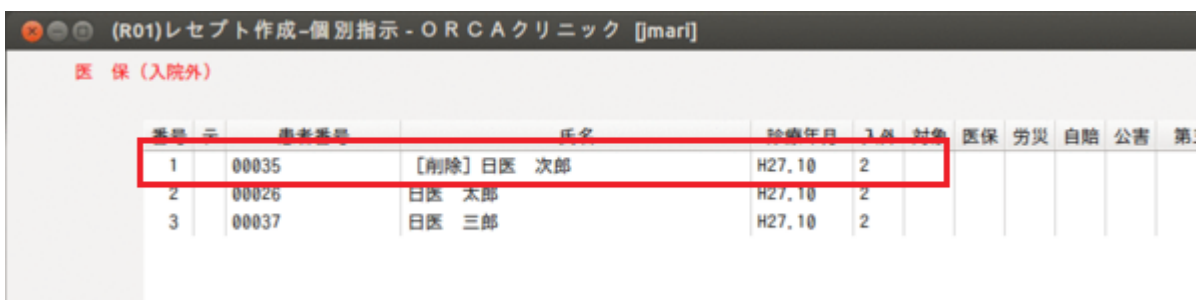 (R01)レセプト作成–個別指示 - ORCAクリニック [jmari]
医 保（入院外）
番号 示 患者番号 氏名 診療年月 入外 対象 医保 労災 自賠 公害 第三
1 00035 ［削除］日医 次郎 H27.10 2
2 00026 日医 太郎 H27.10 2
3 00037 日医 三郎 H27.10 2